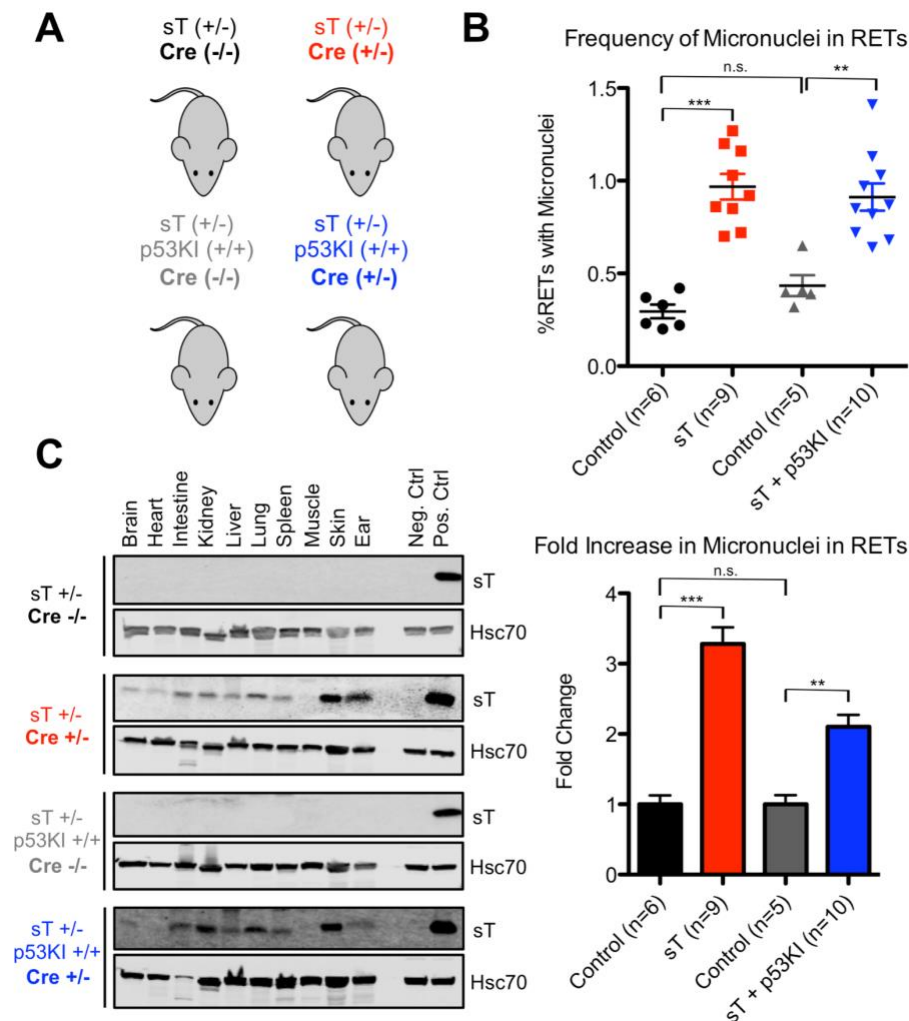 A
sT (+/-)
Cre (-/-)
sT (+/-)
Cre (+/-)
sT (+/-)
p53KI (+/+)
Cre (-/-)
sT (+/-)
p53KI (+/+)
Cre (+/-)
B
Frequency of Micronuclei in RETs
n.s.
**
***
1.5
1.0
0.5
0.0
%RETs with Micronuclei
Control (n=6)
sT (n=9)
Control (n=5)
sT + p53KI (n=10)
Fold Increase in Micronuclei in RETs
n.s.
***
**
4
3
2
1
0
Fold Change
Control (n=6)
sT (n=9)
Control (n=5)
sT + p53KI (n=10)
C
Brain
Heart
Intestine
Kidney
Liver
Lung
Spleen
Muscle
Skin
Ear
Neg. Ctrl
Pos. Ctrl
sT +/-
Cre -/-
sT
Hsc70
sT +/-
Cre +/-
sT
Hsc70
sT +/-
p53KI +/+
Cre -/-
sT
Hsc70
sT +/-
p53KI +/+
Cre +/-
sT
Hsc70